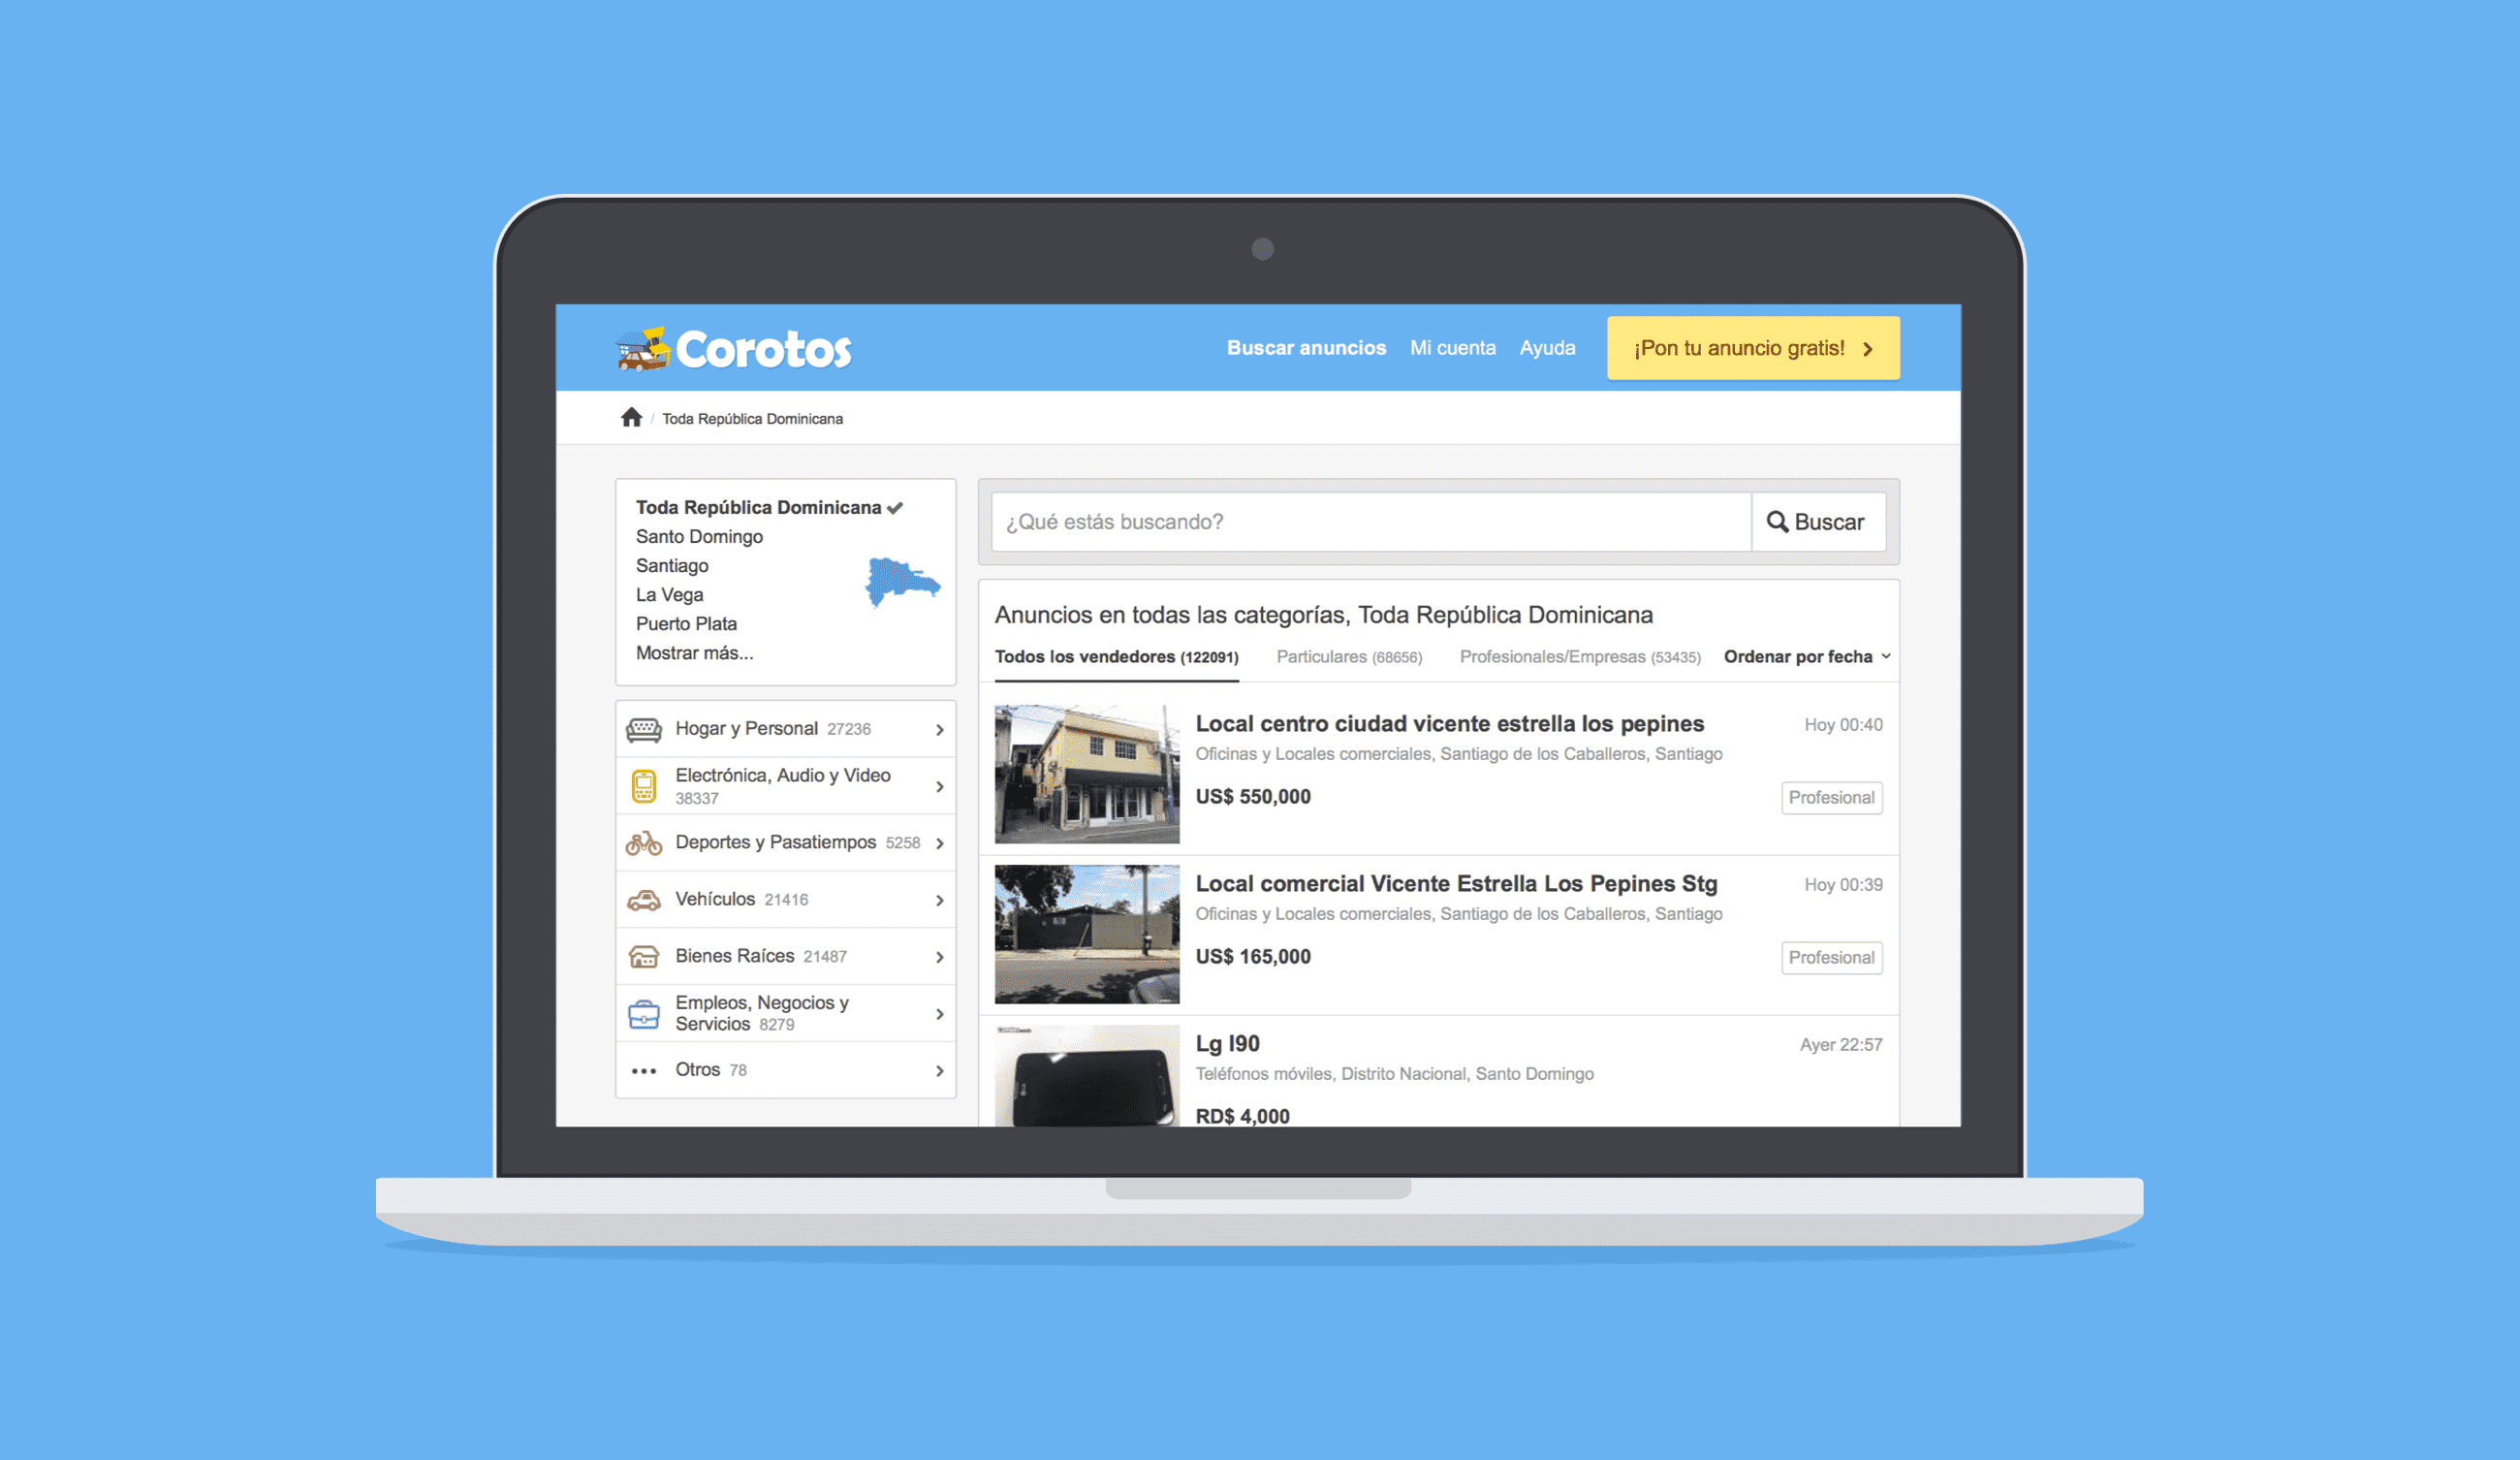 Corotos
Buscar anuncios
Mi cuenta
Ayuda
¡Pon tu anuncio gratis!
/ Toda República Dominicana
Toda República Dominicana
Santo Domingo
Santiago
La Vega
Puerto Plata
Mostrar más...
Hogar y Personal 27236
Electrónica, Audio y Video
38337
Deportes y Pasatiempos 5258
Vehículos 21416
Bienes Raíces 21487
Empleos, Negocios y
Servicios 8279
Otros 78
¿Qué estás buscando?
Buscar
Anuncios en todas las categorías, Toda República Dominicana
Todos los vendedores (122091)
Particulares (68656)
Profesionales/Empresas (53435)
Ordenar por fecha
Local centro ciudad vicente estrella los pepines
Hoy 00:40
Oficinas y Locales comerciales, Santiago de los Caballeros, Santiago
US$ 550,000
Profesional
Local comercial Vicente Estrella Los Pepines Stg
Hoy 00:39
Oficinas y Locales comerciales, Santiago de los Caballeros, Santiago
US$ 165,000
Profesional
Lg l90
Ayer 22:57
Teléfonos móviles, Distrito Nacional, Santo Domingo
RD$ 4,000